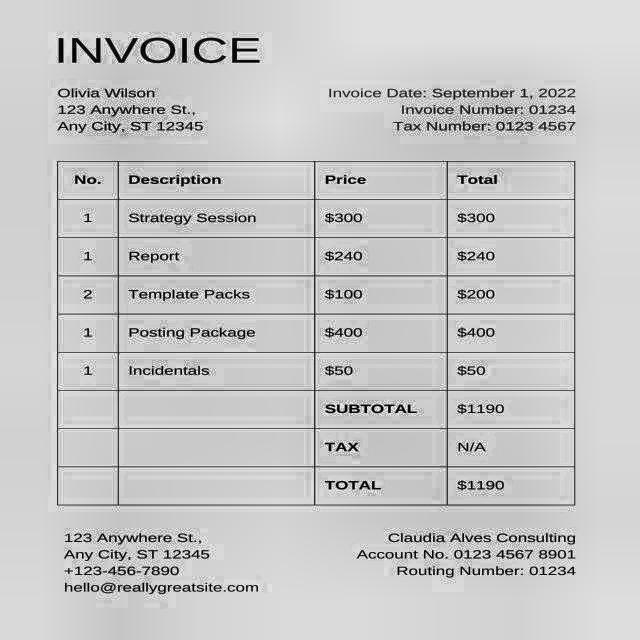 INVOICE
Olivia Wilson
123 Anywhere St.,
Any City, ST 12345
Invoice Date: September 1, 2022
Invoice Number: 01234
Tax Number: 0123 4567
No. Description Price Total
1 Strategy Session $300 $300
1 Report $240 $240
2 Template Packs $100 $200
1 Posting Package $400 $400
1 Incidentals $50 $50
SUBTOTAL $1190
TAX N/A
TOTAL $1190
123 Anywhere St.,
Any City, ST 12345
+123-456-7890
hello@reallygreatsite.com
Claudia Alves Consulting
Account No. 0123 4567 8901
Routing Number: 01234